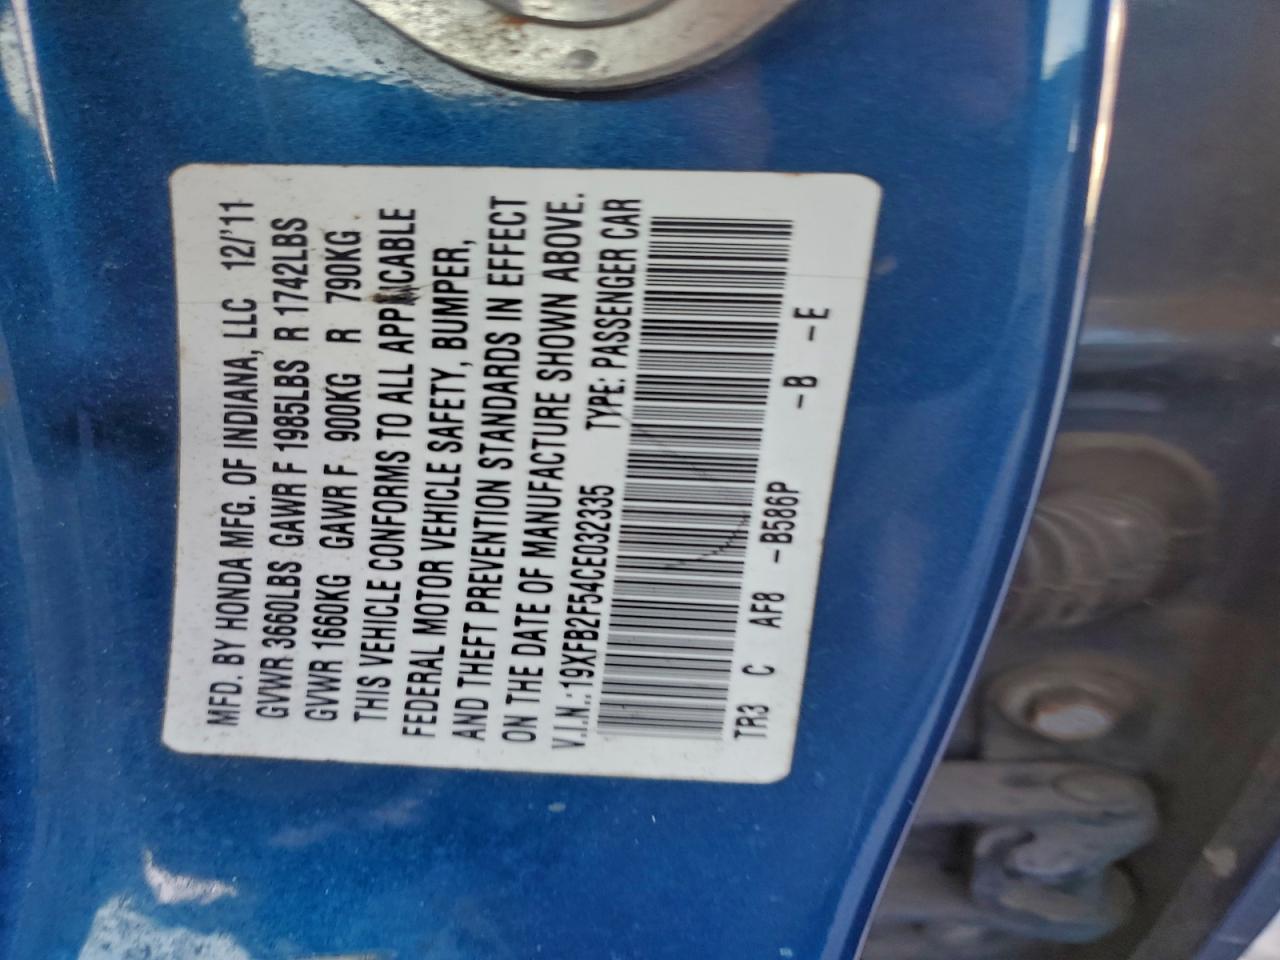 MFD. BY HONDA MFG. OF INDIANA, LLC 12/'11
GVWR 3660LBS GAWR F 1985LBS R 1742LBS
GVWR 1660KG GAWR F 900KG R 790KG
THIS VEHICLE CONFORMS TO ALL APPLICABLE
FEDERAL MOTOR VEHICLE SAFETY, BUMPER,
AND THEFT PREVENTION STANDARDS IN EFFECT
ON THE DATE OF MANUFACTURE SHOWN ABOVE.
V.I.N.:19XFB2F54CE032335 TYPE: PASSENGER CAR
TR3 C AF8 -B586P -B -E